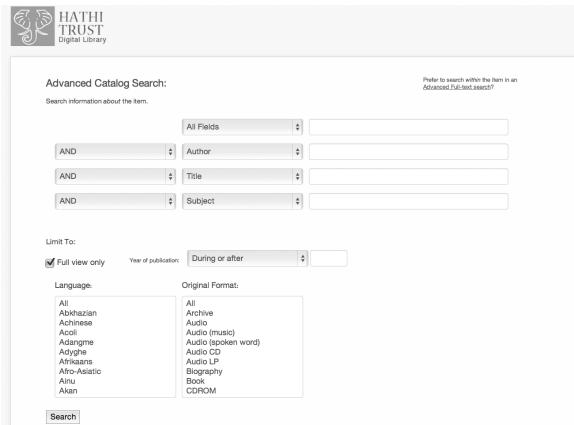 HATHI
TRUST
Digital Library
Advanced Catalog Search:
Prefer to search within the item in an
Advanced Full-text search?
Search information about the item.
All Fields
AND Author
AND Title
AND Subject
Limit To:
Full view only Year of publication: During or after
Language: Original Format:
All All
Abkhazian Archive
Achinese Audio
Acoli Audio (music)
Adangme Audio (spoken word)
Adyghe Audio CD
Afrikaans Audio LP
Afro-Asiatic Biography
Ainu Book
Akan CDROM
Search